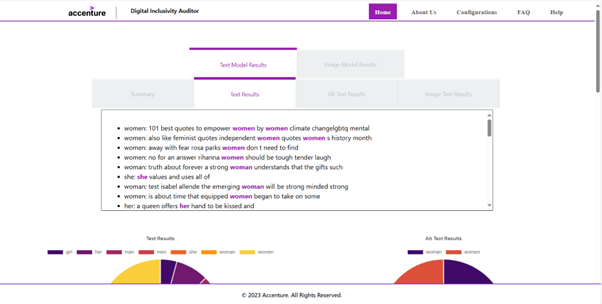 accenture
Digital Inclusivity Auditor
Home
About Us
Configurations
FAQ
Help
Text Model Results
Image Model Results
Summary
Text Results
Alt Text Results
Image Text Results
women: 101 best quotes to empower women by women climate changelgbtq mental
women: also like feminist quotes independent women quotes women s history month
women: away with fear rosa parks women don t need to find
women: no for an answer rihanna women should be tough tender laugh
woman: truth about forever a strong woman understands that the gifts such
she: she values and uses all of
woman: test isabel allende the emerging woman will be strong minded strong
women: is about time that equipped women began to take on some
her: a queen offers her hand to be kissed and
Text Results
girl her man men she woman women
Alt Text Results
woman women
© 2023 Accenture. All Rights Reserved.